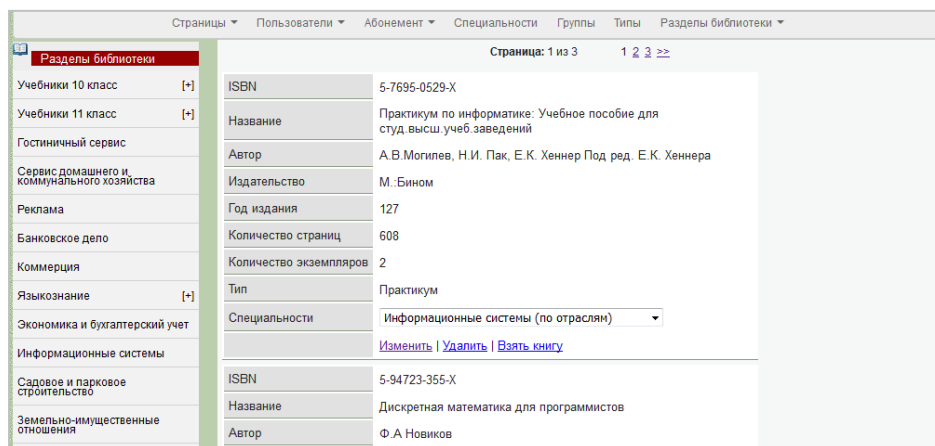 Страницы Пользователи Абонемент Специальности Группы Типы Разделы библиотеки
Разделы библиотеки
Учебники 10 класс [+]
Учебники 11 класс [+]
Гостиничный сервис
Сервис домашнего и
коммунального хозяйства
Реклама
Банковское дело
Коммерция
Языкознание [+]
Экономика и бухгалтерский учет
Информационные системы
Садовое и парковое
строительство
Земельно-имущественные
отношения
Страница: 1 из 3 1 2 3 >>
ISBN 5-7695-0529-X
Название Практикум по информатике: Учебное пособие для
студ.высш.учеб.заведений
Автор А.В.Могилев, Н.И. Пак, Е.К. Хеннер Под ред. Е.К. Хеннера
Издательство М.:Бином
Год издания 127
Количество страниц 608
Количество экземпляров 2
Тип Практикум
Специальности Информационные системы (по отраслям)
Изменить | Удалить | Взять книгу
ISBN 5-94723-355-X
Название Дискретная математика для программистов
Автор Ф.А Новиков